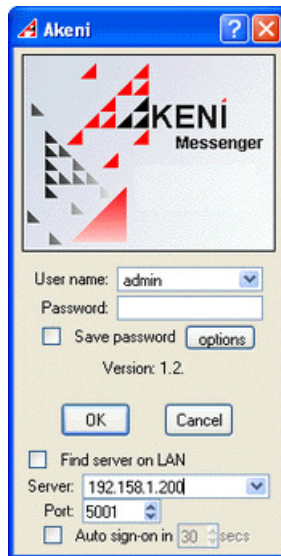 Akeni
AKENI
Messenger
User name: admin
Password:
Save password options
Version: 1.2.
OK Cancel
Find server on LAN
Server: 192.158.1.200
Port: 5001
Auto sign-on in 30 secs